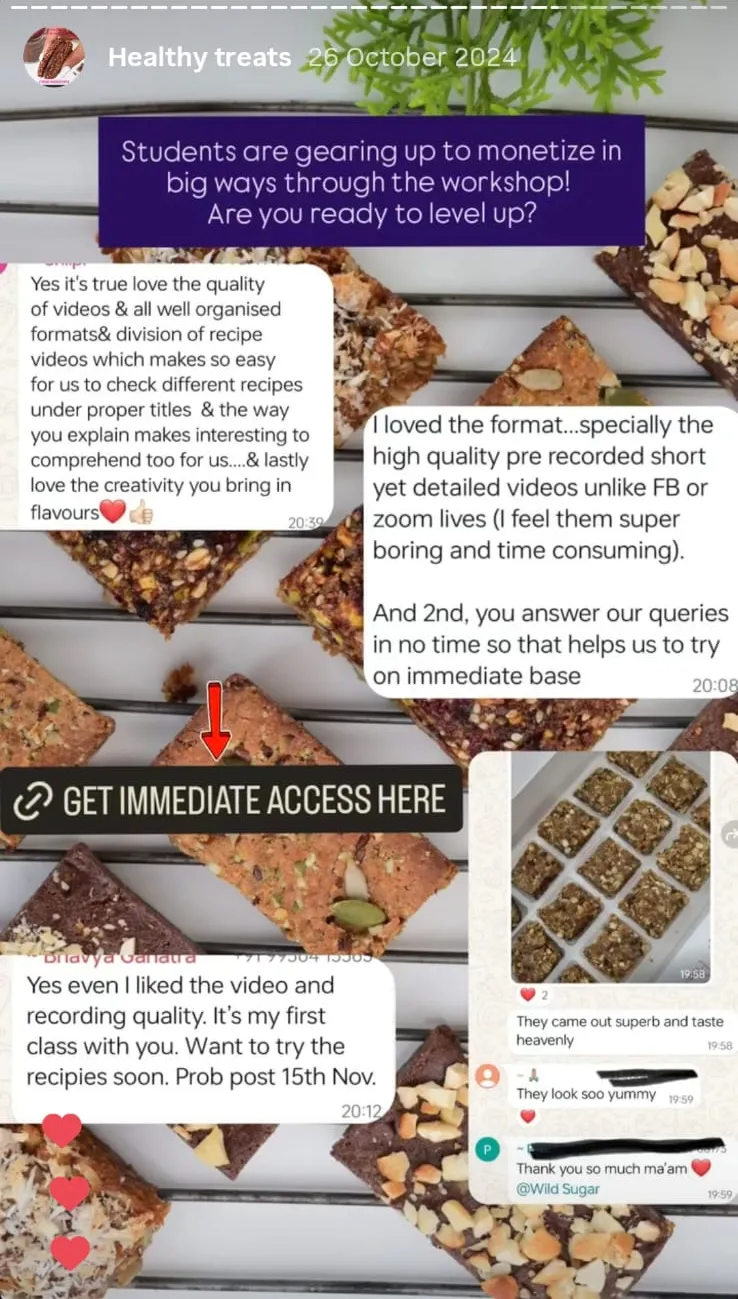 Healthy treats 26 October 2024
Students are gearing up to monetize in
big ways through the workshop!
Are you ready to level up?
Yes it's true love the quality
of videos & all well organised
formats& division of recipe
videos which makes so easy
for us to check different recipes
under proper titles & the way
you explain makes interesting to
comprehend too for us....& lastly
love the creativity you bring in
flavours❤️👍🏻
20:39
I loved the format...specially the
high quality pre recorded short
yet detailed videos unlike FB or
zoom lives (I feel them super
boring and time consuming).
And 2nd, you answer our queries
in no time so that helps us to try
on immediate base
20:08
GET IMMEDIATE ACCESS HERE
Yes even I liked the video and
recording quality. It's my first
class with you. Want to try the
recipies soon. Prob post 15th Nov.
20:12
19:58
❤️ 2
They came out superb and taste
heavenly
19:58
~ 🙏🏼
They look soo yummy 19:59
❤️
P
Thank you so much ma'am ❤️
@Wild Sugar
19:59